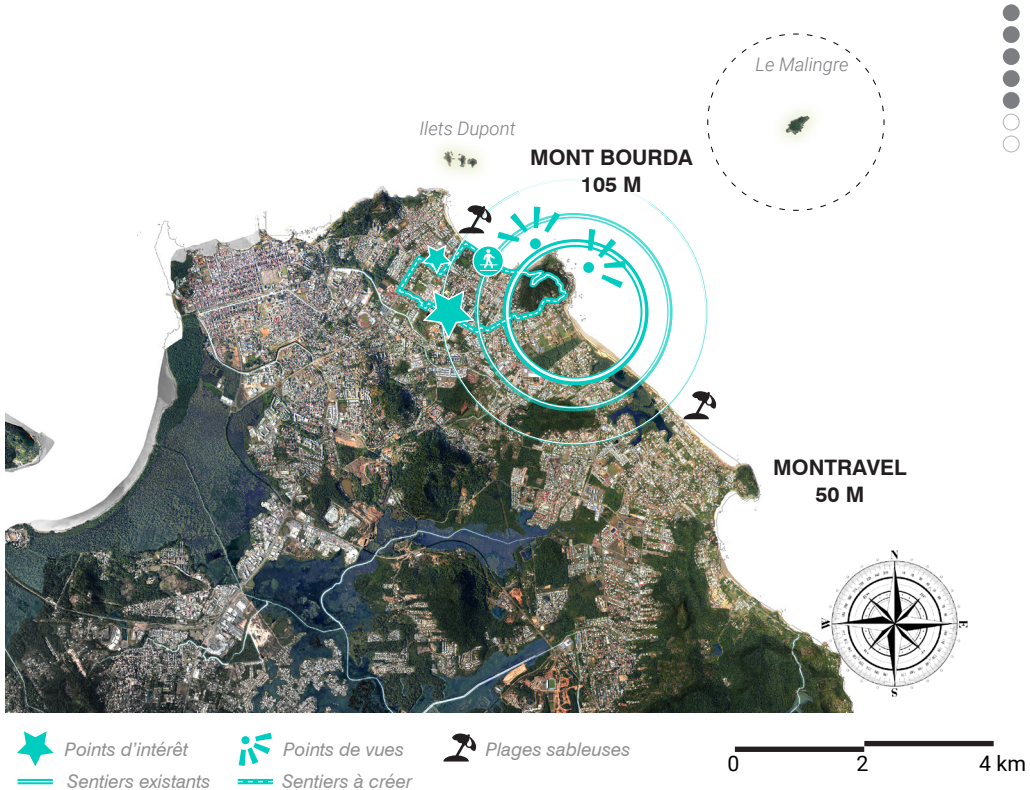 Le Malingre
Ilets Dupont
MONT BOURDA
105 M
MONTRAVEL
50 M
N
W
E
S
Points d'intérêt
Points de vues
Plages sableuses
Sentiers existants
Sentiers à créer
0
2
4 km